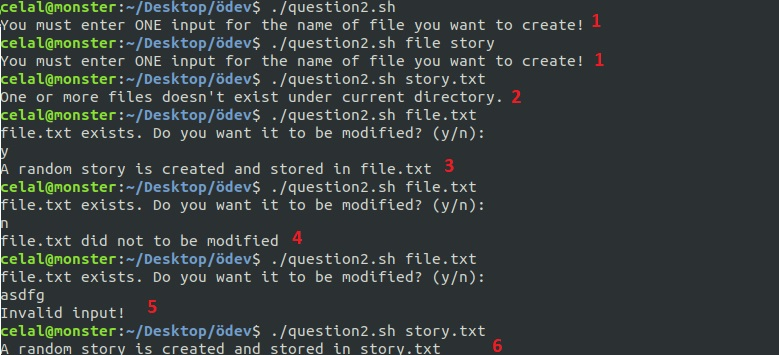 celal@monster:~/Desktop/ödev$ ./question2.sh
You must enter ONE input for the name of file you want to create! 1
celal@monster:~/Desktop/ödev$ ./question2.sh file story
You must enter ONE input for the name of file you want to create! 1
celal@monster:~/Desktop/ödev$ ./question2.sh story.txt
One or more files doesn't exist under current directory. 2
celal@monster:~/Desktop/ödev$ ./question2.sh file.txt
file.txt exists. Do you want it to be modified? (y/n):
y
A random story is created and stored in file.txt 3
celal@monster:~/Desktop/ödev$ ./question2.sh file.txt
file.txt exists. Do you want it to be modified? (y/n):
n
file.txt did not to be modified 4
celal@monster:~/Desktop/ödev$ ./question2.sh file.txt
file.txt exists. Do you want it to be modified? (y/n):
asdfg
Invalid input! 5
celal@monster:~/Desktop/ödev$ ./question2.sh story.txt
A random story is created and stored in story.txt 6